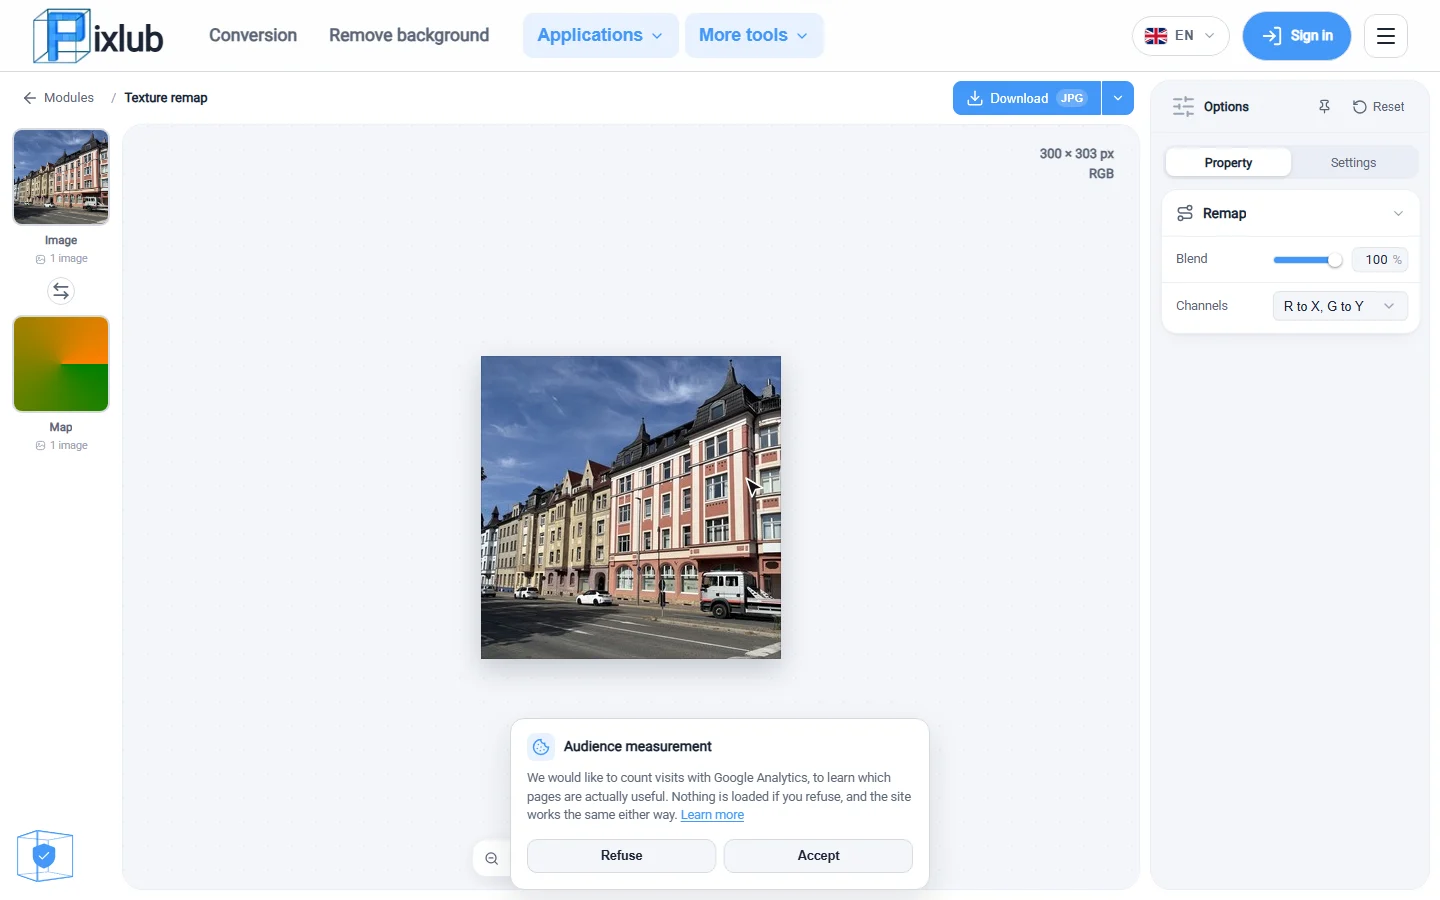 Pixlub
Conversion
Remove background
Applications
More tools
EN
Sign in
Modules / Texture remap
Download JPG
Options
Reset
Image
1 image
300 × 303 px
RGB
Property
Settings
Remap
Blend
100 %
Channels
R to X, G to Y
Map
1 image
Audience measurement
We would like to count visits with Google Analytics, to learn which
pages are actually useful. Nothing is loaded if you refuse, and the site
works the same either way. Learn more
Refuse
Accept